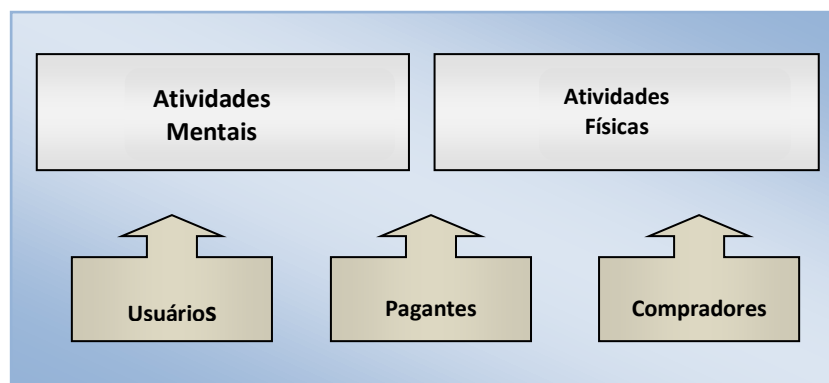 Atividades
Mentais
Atividades
Físicas
Usuários
Pagantes
Compradores